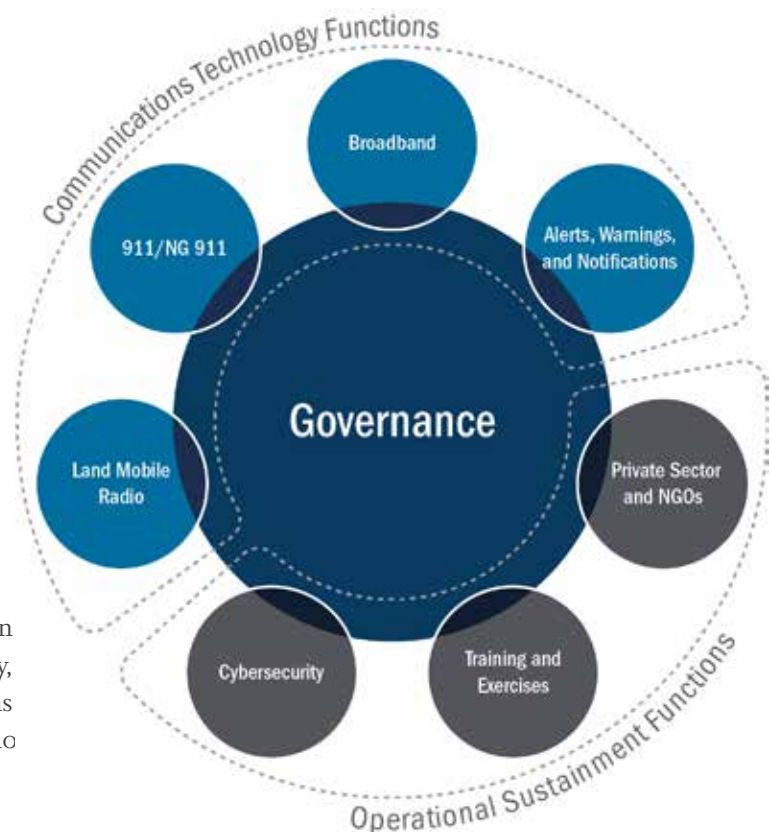 Communications Technology Functions
Broadband
911/NG 911
Alerts, Warnings,
and Notifications
Governance
Land Mobile
Radio
Private Sector
and NGOs
Cybersecurity
Training and
Exercises
Operational Sustainment Functions